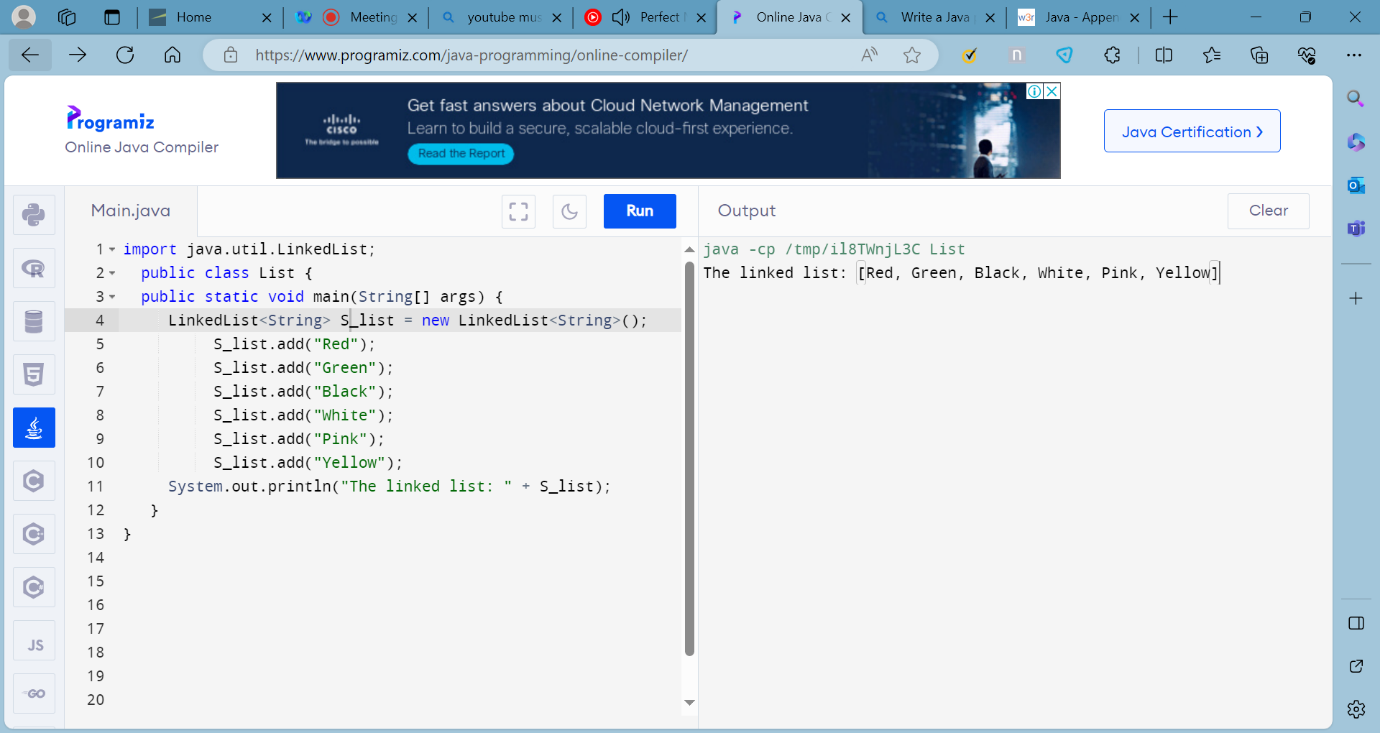 Home
Meeting
youtube mus
Perfect
Online Java C
Write a Java
w3r
Java - Appen
https://www.programiz.com/java-programming/online-compiler/
Programiz
Online Java Compiler
CISCO
The bridge to possible
Get fast answers about Cloud Network Management
Learn to build a secure, scalable cloud-first experience.
Read the Report
Java Certification
Main.java
Run
Output
Clear
1 import java.util.LinkedList;
2 public class List {
3 public static void main(String[] args) {
4 LinkedList<String> S_list = new LinkedList<String>();
5 S_list.add("Red");
6 S_list.add("Green");
7 S_list.add("Black");
8 S_list.add("White");
9 S_list.add("Pink");
10 S_list.add("Yellow");
11 System.out.println("The linked list: " + S_list);
12 }
13 }
14
15
16
17
18
19
20
java -cp /tmp/il8TWnjL3C List
The linked list: [Red, Green, Black, White, Pink, Yellow]
JS
GO